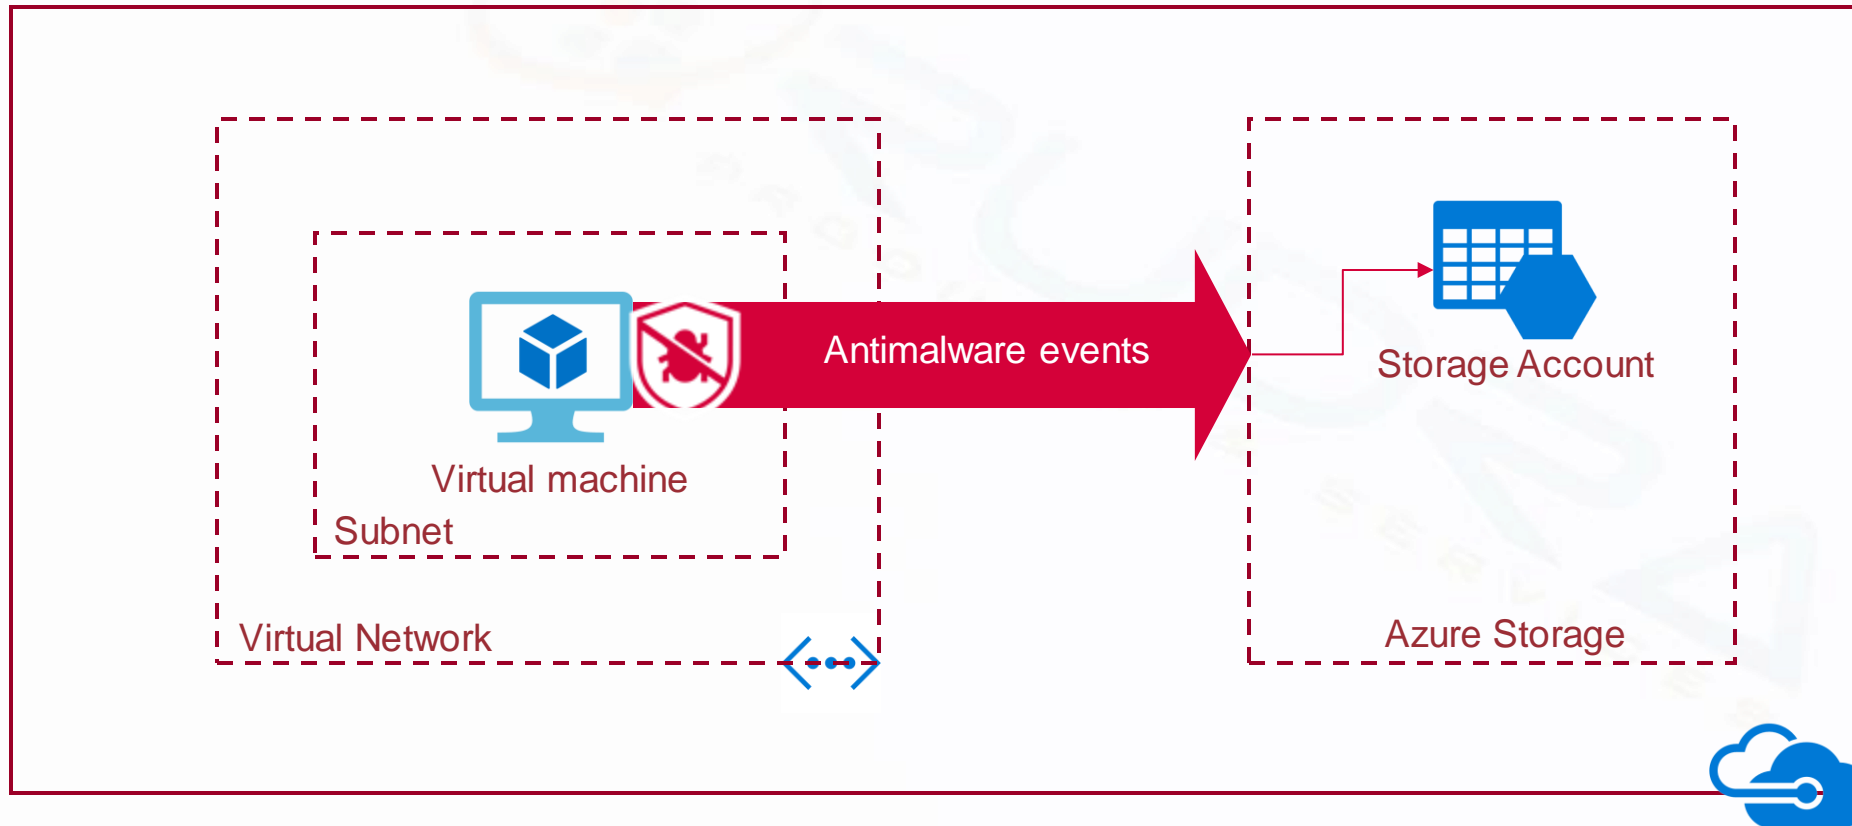 Antimalware events
Storage Account
Virtual machine
Subnet
Virtual Network
Azure Storage